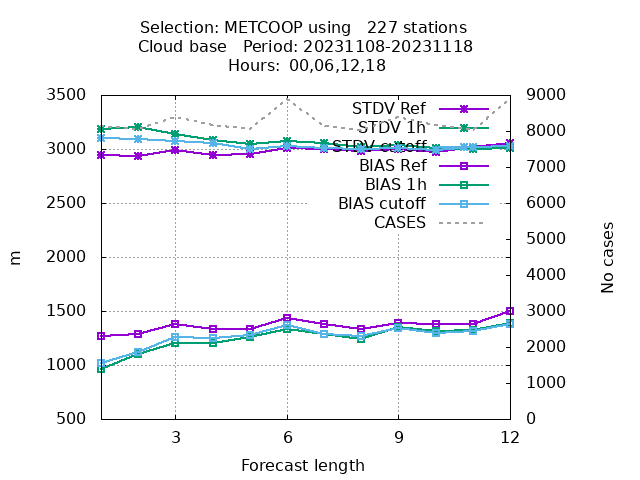 Selection: METCOOP using   227 stations
Cloud base   Period: 20231108-20231118
Hours: 00,06,12,18
3500
3000
2500
2000
1500
1000
500
m
9000
8000
7000
6000
5000
4000
3000
2000
1000
0
No cases
STDV Ref
STDV 1h
STDV cutoff
BIAS Ref
BIAS 1h
BIAS cutoff
CASES
3 6 9 12
Forecast length